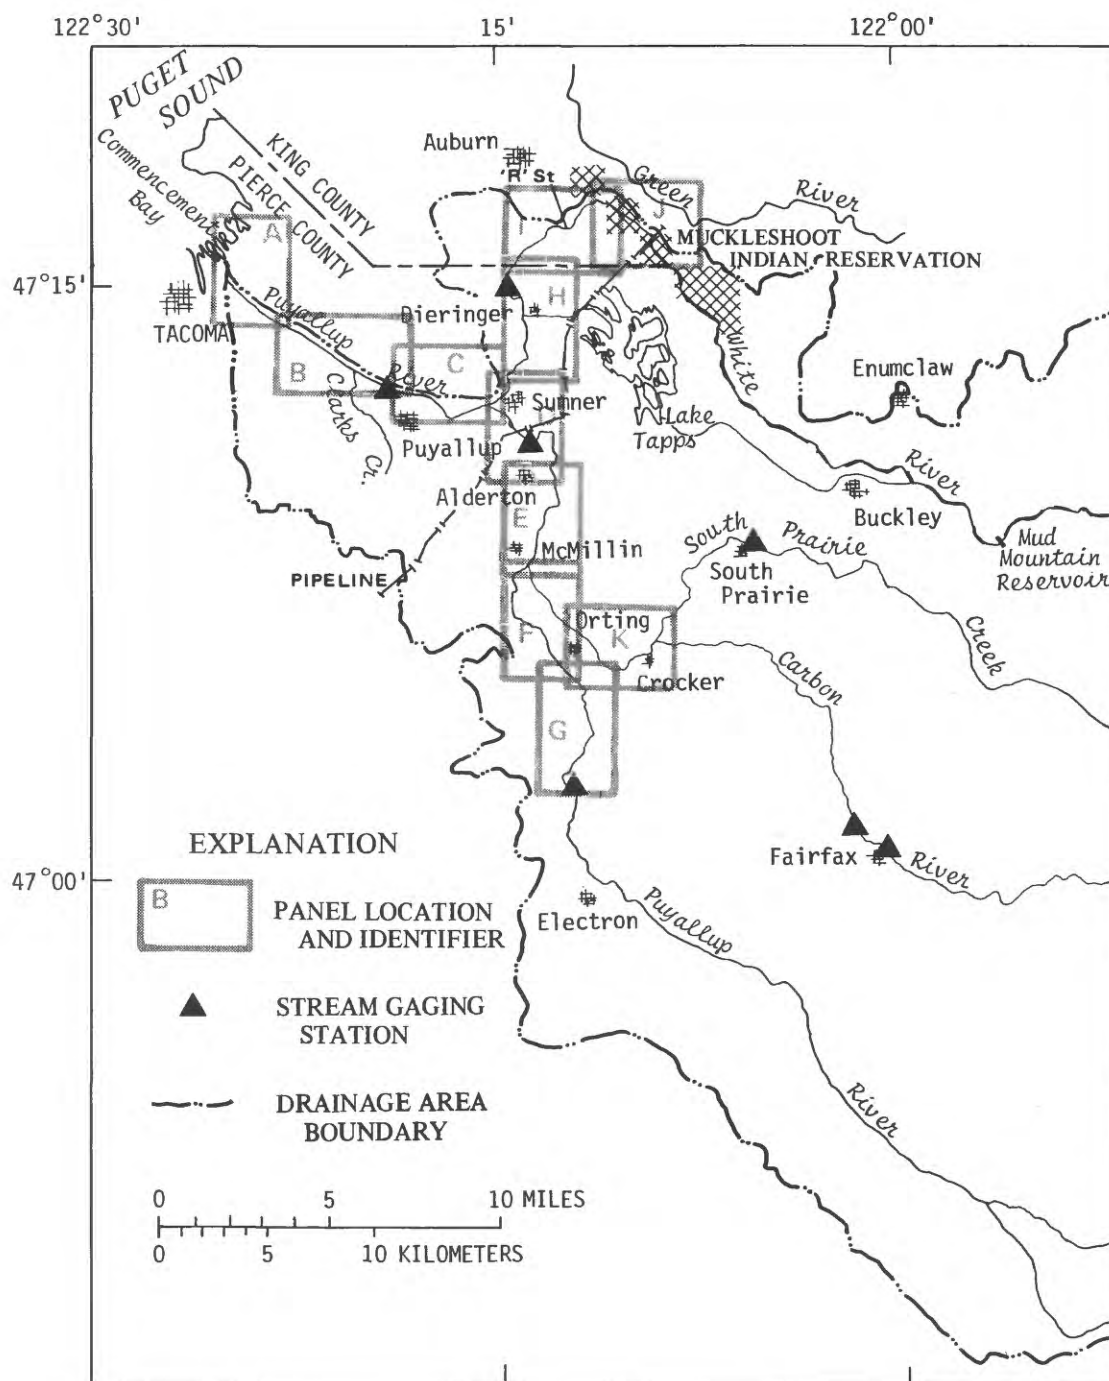 122°30'
15'
122°00'
PUGET
SOUND
Commencement
Bay
KING COUNTY
PIERCE COUNTY
Auburn
'R' St
Green
River
A
I
J
MUCKLESHOOT
INDIAN RESERVATION
47°15'
TACOMA
Puyallup
River
Dieringer
H
White
River
B
C
Clarks
Cr.
Enumclaw
Sumner
D
Lake
Tapps
Puyallup
Alderton
Buckley
E
McMillin
South
Prairie
Creek
South
Prairie
Mud
Mountain
Reservoir
PIPELINE
F
Orting
K
Crocker
Carbon
River
G
Fairfax
47°00'
Electron
Puyallup
River
EXPLANATION
B
PANEL LOCATION
AND IDENTIFIER
STREAM GAGING
STATION
DRAINAGE AREA
BOUNDARY
0 5 10 MILES
0 5 10 KILOMETERS